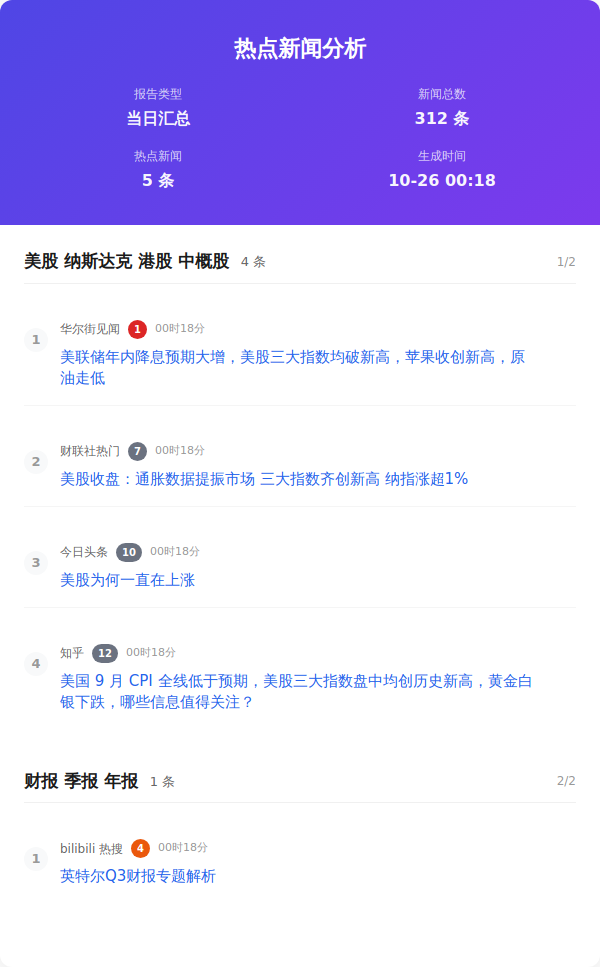 热点新闻分析
报告类型
新闻总数
当日汇总
312 条
热点新闻
生成时间
5 条
10-26 00:18
美股 纳斯达克 港股 中概股 4 条 1/2
1 华尔街见闻 1 00时18分
美联储年内降息预期大增，美股三大指数均破新高，苹果收创新高，原
油走低
2 财联社热门 7 00时18分
美股收盘：通胀数据提振市场 三大指数齐创新高 纳指涨超1%
3 今日头条 10 00时18分
美股为何一直在上涨
4 知乎 12 00时18分
美国 9 月 CPI 全线低于预期，美股三大指数盘中均创历史新高，黄金白
银下跌，哪些信息值得关注？
财报 季报 年报 1 条 2/2
1 bilibili 热搜 4 00时18分
英特尔Q3财报专题解析